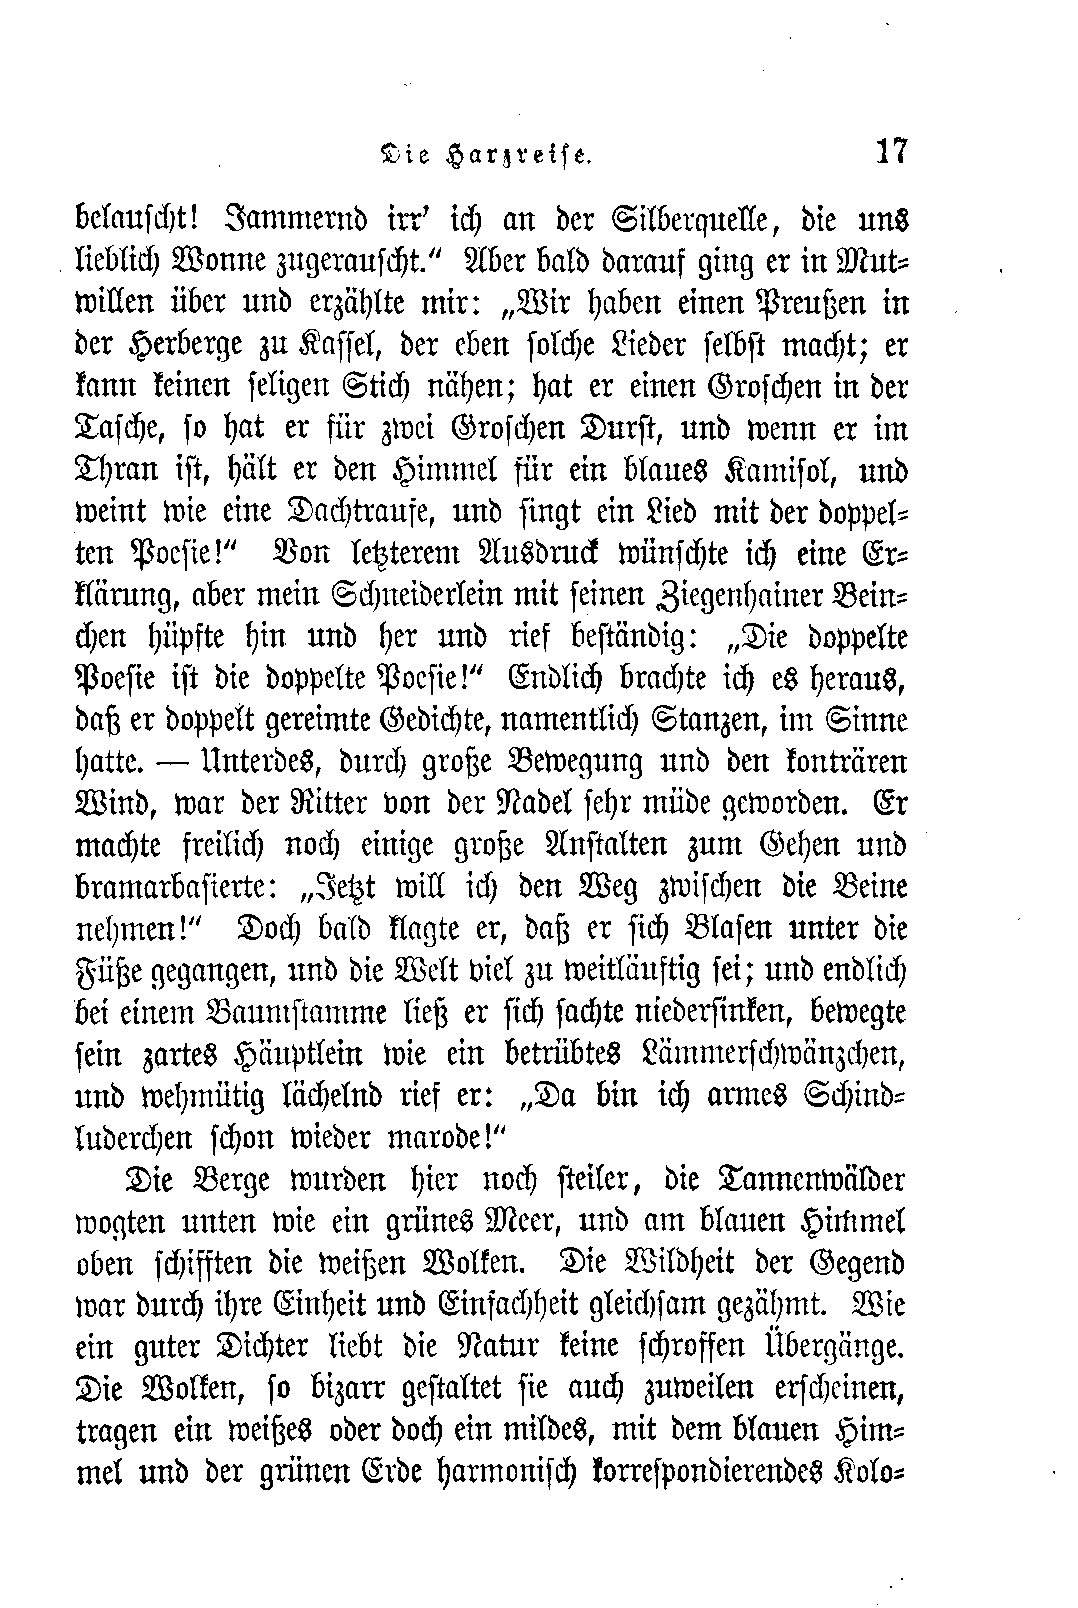 Die Harzreise. 17
belauscht! Jammernd irr' ich an der Silberquelle, die uns
lieblich Wonne zugerauscht.“ Aber bald darauf ging er in Mut-
willen über und erzählte mir: „Wir haben einen Preußen in
der Herberge zu Kassel, der eben solche Lieder selbst macht; er
kann keinen seligen Stich nähen; hat er einen Groschen in der
Tasche, so hat er für zwei Groschen Durst, und wenn er im
Thran ist, hält er den Himmel für ein blaues Kamisol, und
weint wie eine Dachtraufe, und singt ein Lied mit der doppel-
ten Poesie!“ Von letzterem Ausdruck wünschte ich eine Er-
klärung, aber mein Schneiderlein mit seinen Ziegenhainer Bein-
chen hüpfte hin und her und rief beständig: „Die doppelte
Poesie ist die doppelte Poesie!“ Endlich brachte ich es heraus,
daß er doppelt gereimte Gedichte, namentlich Stanzen, im Sinne
hatte. — Unterdes, durch große Bewegung und den konträren
Wind, war der Ritter von der Nadel sehr müde geworden. Er
machte freilich noch einige große Anstalten zum Gehen und
bramarbasierte: „Jetzt will ich den Weg zwischen die Beine
nehmen!“ Doch bald klagte er, daß er sich Blasen unter die
Füße gegangen, und die Welt viel zu weitläuftig sei; und endlich
bei einem Baumstamme ließ er sich sachte niedersinken, bewegte
sein zartes Häuptlein wie ein betrübtes Lämmerschwänzchen,
und wehmütig lächelnd rief er: „Da bin ich armes Schind-
luderchen schon wieder marode!“
Die Berge wurden hier noch steiler, die Tannenwälder
wogten unten wie ein grünes Meer, und am blauen Himmel
oben schifften die weißen Wolken. Die Wildheit der Gegend
war durch ihre Einheit und Einfachheit gleichsam gezähmt. Wie
ein guter Dichter liebt die Natur keine schroffen Übergänge.
Die Wolken, so bizarr gestaltet sie auch zuweilen erscheinen,
tragen ein weißes oder doch ein mildes, mit dem blauen Him-
mel und der grünen Erde harmonisch korrespondierendes Kolo-